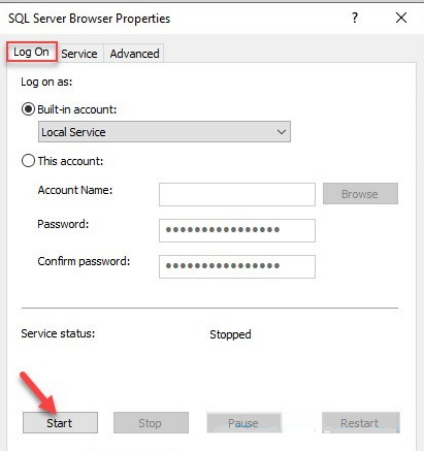 SQL Server Browser Properties ? ×
Log On Service Advanced
Log on as:
Built-in account:
Local Service
This account:
Account Name: Browse
Password: ●●●●●●●●●●●●●●●●
Confirm password: ●●●●●●●●●●●●●●●●
Service status: Stopped
Start Stop Pause Restart